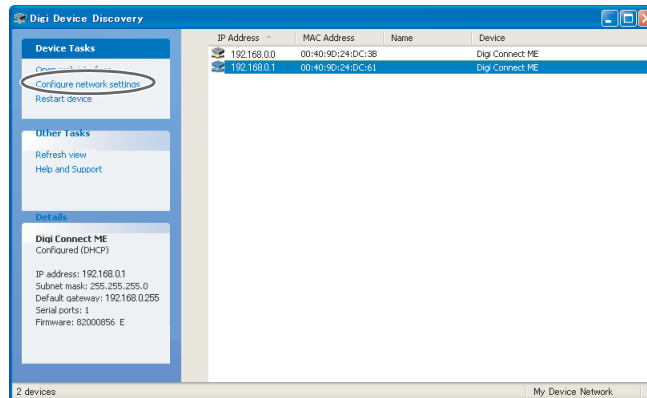 Digi Device Discovery
Device Tasks
Open web interface
Configure network settings
Restart device
Other Tasks
Refresh view
Help and Support
Details
Digi Connect ME
Configured (DHCP)
IP address: 192.168.0.1
Subnet mask: 255.255.255.0
Default gateway: 192.168.0.255
Serial ports: 1
Firmware: 82000856 E
IP Address MAC Address Name Device
192.168.0.0 00:40:9D:24:DC:3B Digi Connect ME
192.168.0.1 00:40:9D:24:DC:61 Digi Connect ME
2 devices My Device Network